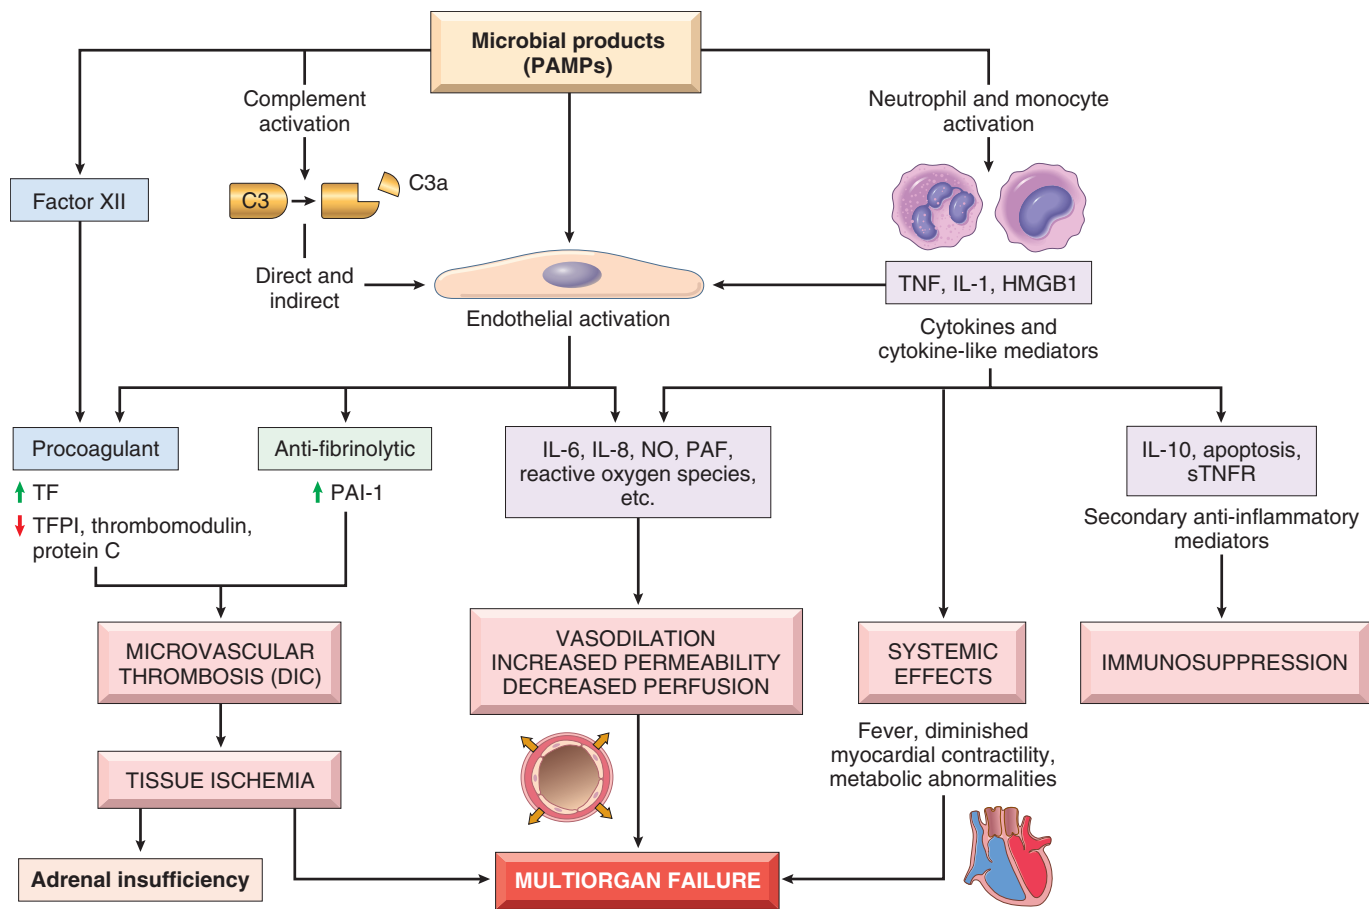 Microbial products
(PAMPs)
Complement
activation
Neutrophil and monocyte
activation
Factor XII
C3
C3a
Direct and
indirect
Endothelial activation
TNF, IL-1, HMGB1
Cytokines and
cytokine-like mediators
Procoagulant
TF
TFPI, thrombomodulin,
protein C
Anti-fibrinolytic
PAI-1
IL-6, IL-8, NO, PAF,
reactive oxygen species,
etc.
IL-10, apoptosis,
sTNFR
Secondary anti-inflammatory
mediators
MICROVASCULAR
THROMBOSIS (DIC)
VASODILATION
INCREASED PERMEABILITY
DECREASED PERFUSION
SYSTEMIC
EFFECTS
IMMUNOSUPPRESSION
Fever, diminished
myocardial contractility,
metabolic abnormalities
TISSUE ISCHEMIA
Adrenal insufficiency
MULTIORGAN FAILURE